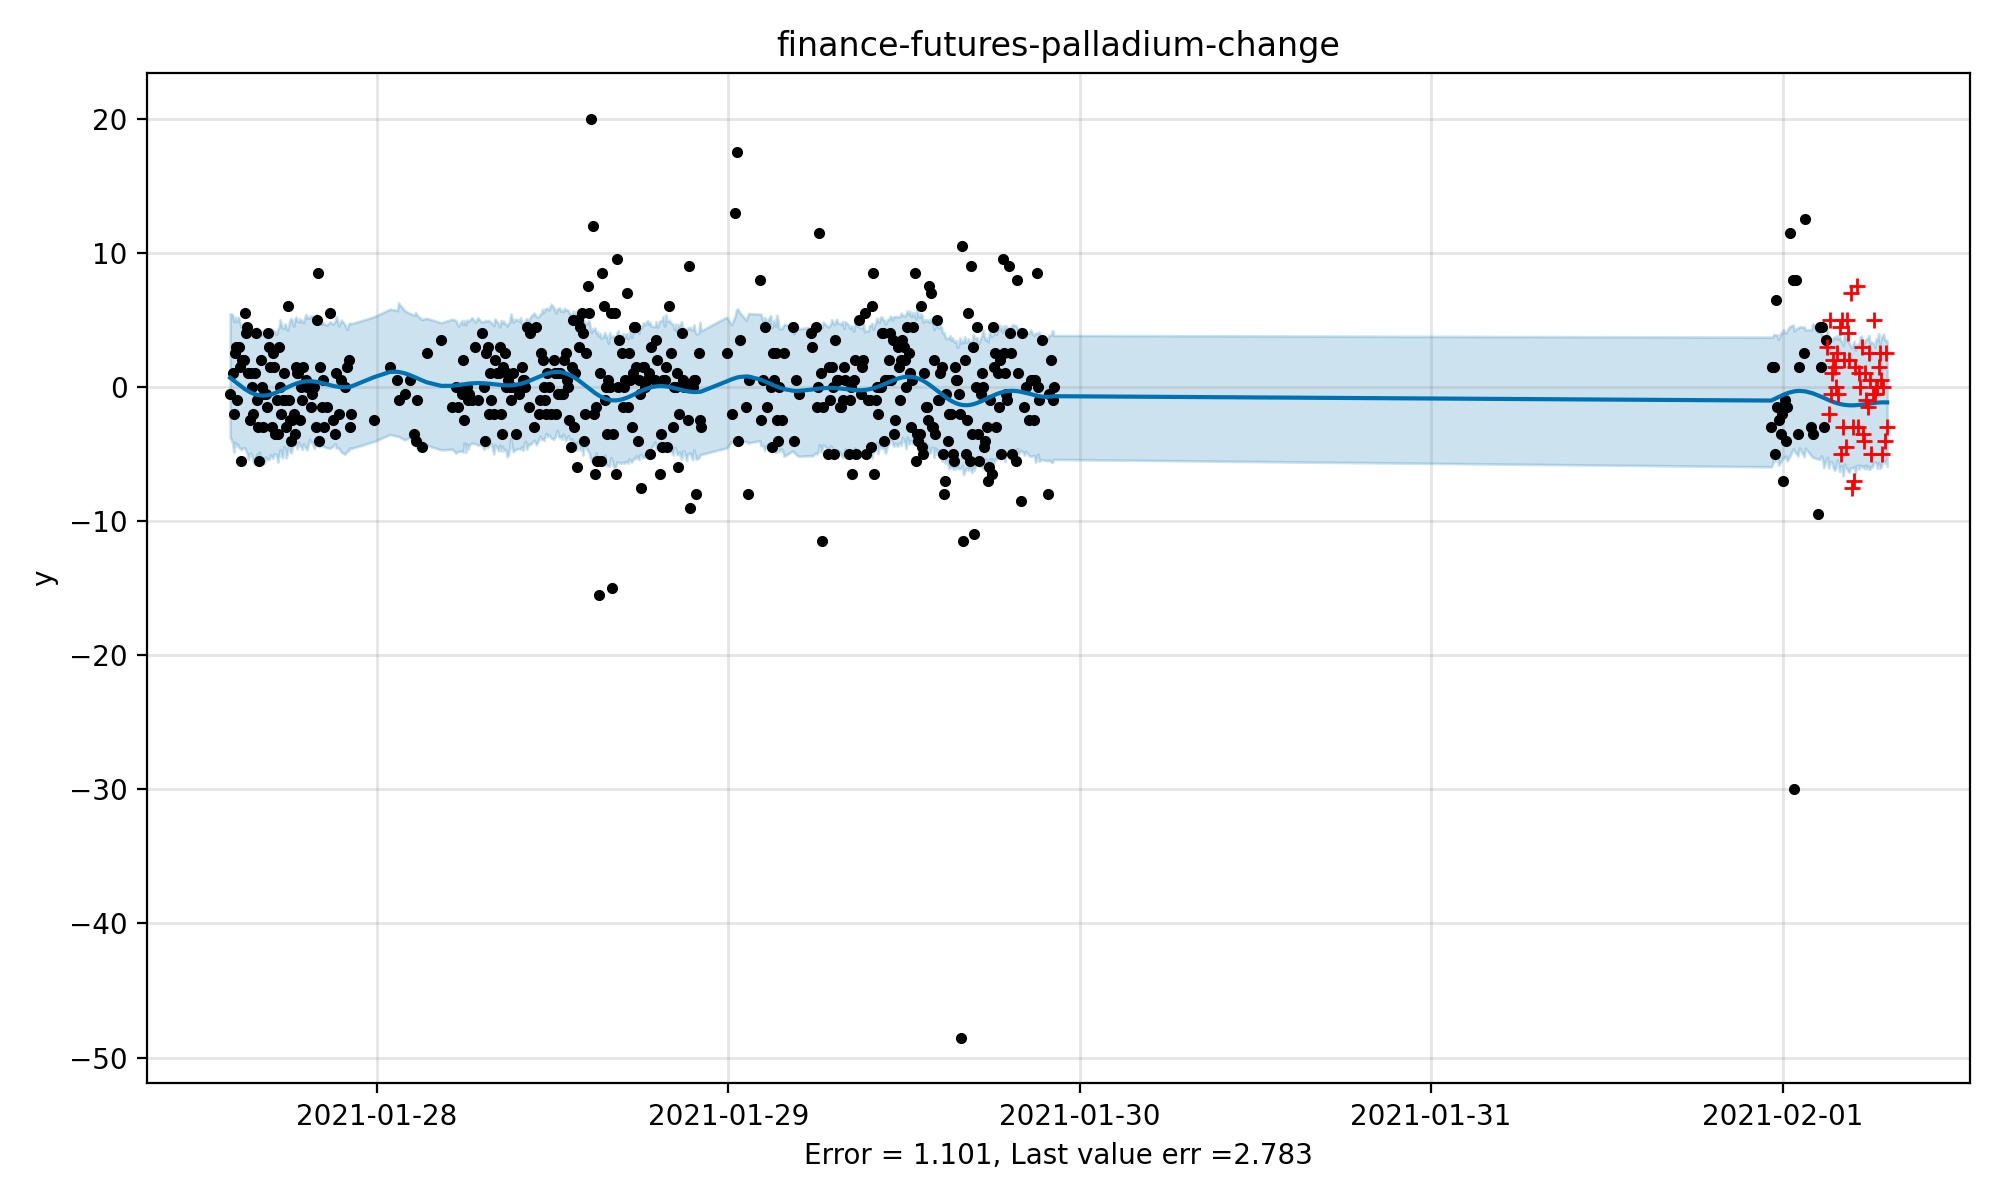 finance-futures-palladium-change
20
10
0
−10
−20
−30
−40
−50
y
2021-01-28 2021-01-29 2021-01-30 2021-01-31 2021-02-01
Error = 1.101, Last value err =2.783